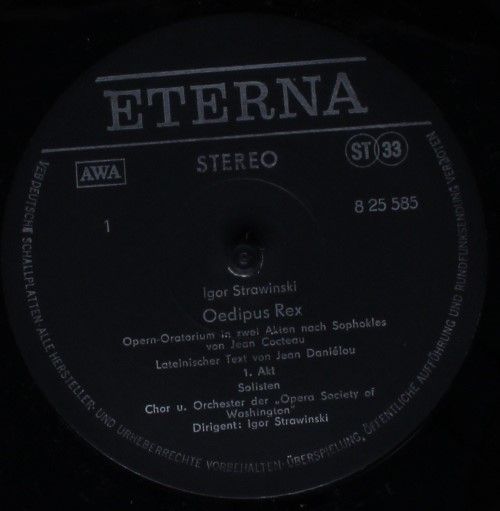 ETERNA
AWA
STEREO
ST 33
1
8 25 585
Igor Strawinski
Oedipus Rex
Opern-Oratorium in zwei Akten nach Sophokles
von Jean Cocteau
Lateinischer Text von Jean Daniélou
1. Akt
Solisten
Chor u. Orchester der „Opera Society of
Washington"
Dirigent: Igor Strawinski
VEB DEUTSCHE SCHALLPLATTEN ALLE HERSTELLER- UND URHEBERRECHTE VORBEHALTEN·ÜBERSPIELUNG, ÖFFENTLICHE AUFFÜHRUNG UND RUNDFUNKSENDUNG VERBOTEN